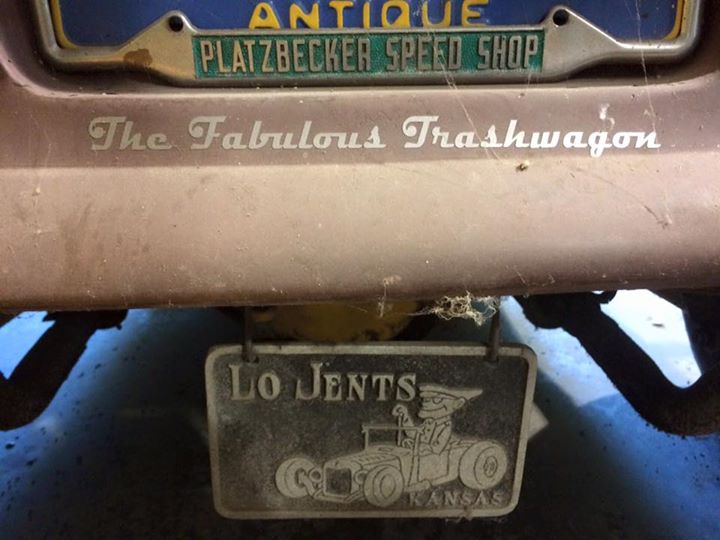 ANTIQUE
PLATZBECKER SPEED SHOP
The Fabulous Trashwagon
LO JENTS
KANSAS